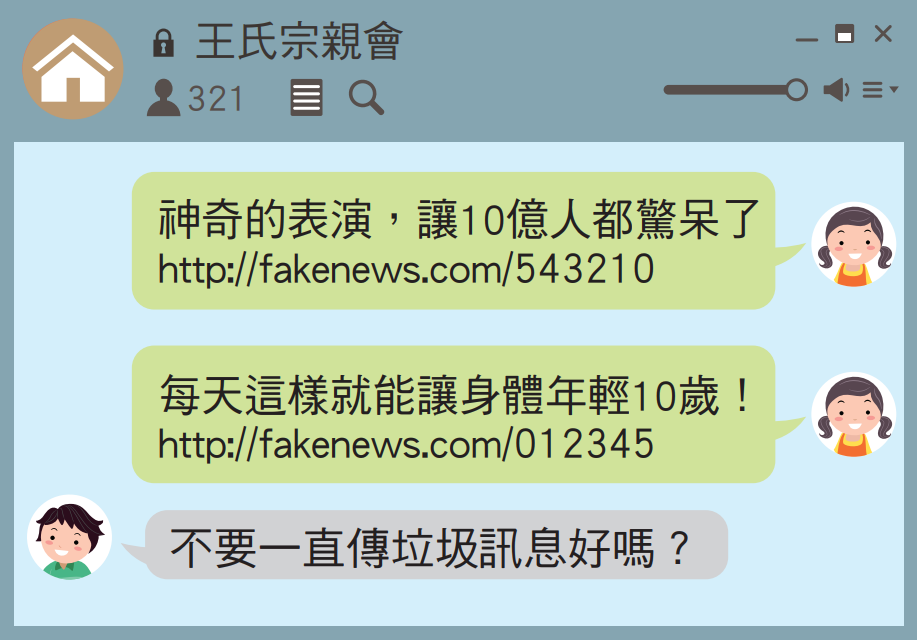 王氏宗親會
321
神奇的表演，讓10億人都驚呆了
http://fakenews.com/543210
每天這樣就能讓身體年輕10歲！
http://fakenews.com/012345
不要一直傳垃圾訊息好嗎？